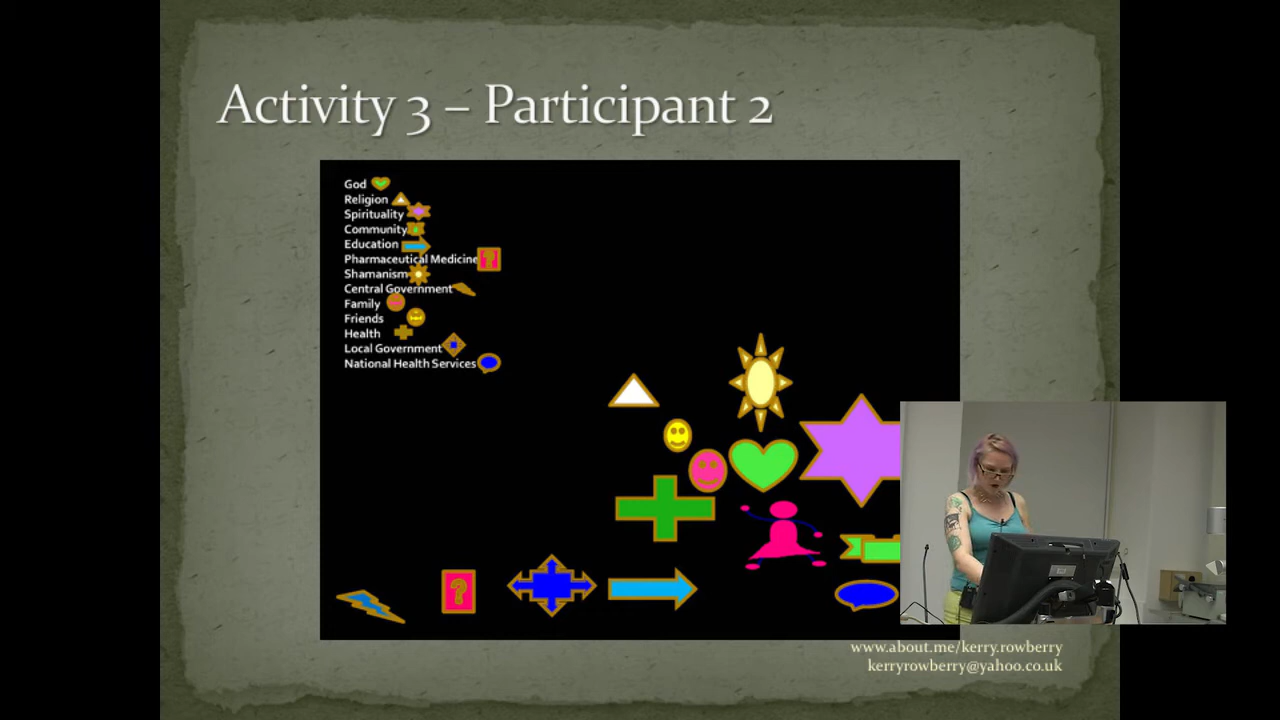 Activity 3 – Participant 2
God
Religion
Spirituality
Community
Education
Pharmaceutical Medicine
Shamanism
Central Government
Family
Friends
Health
Local Government
National Health Services
?
?
www.about.me/kerry.rowberry
kerryrowberry@yahoo.co.uk